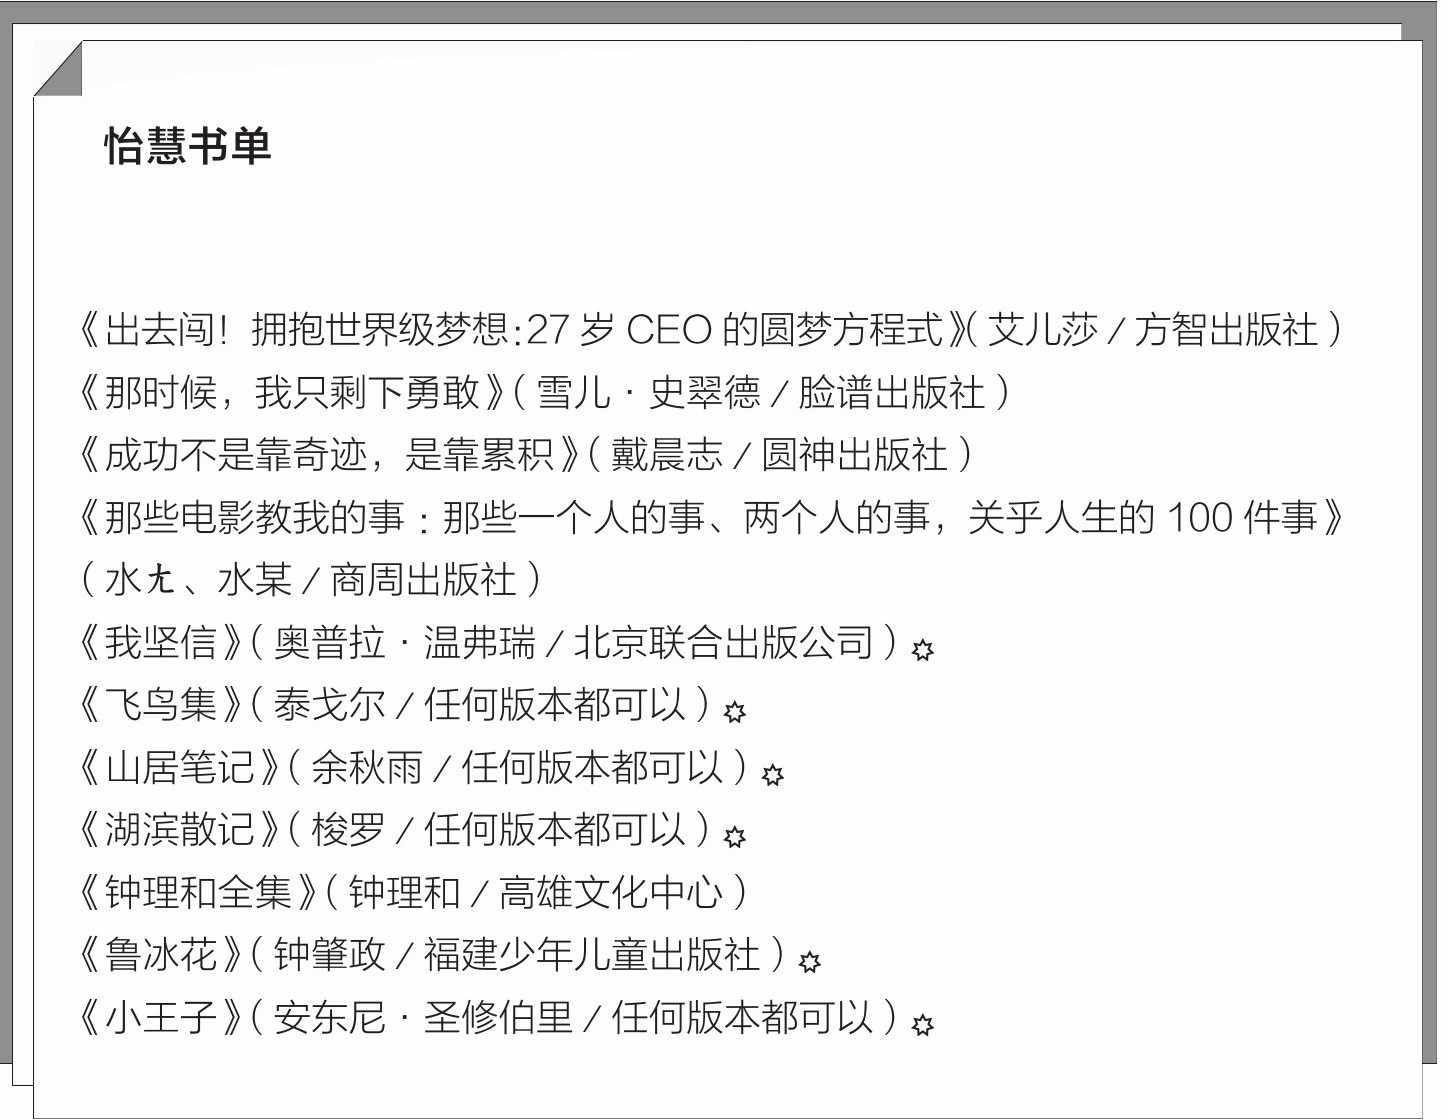 怡慧书单
《出去闯！拥抱世界级梦想：27 岁 CEO 的圆梦方程式》（艾儿莎 / 方智出版社）
《那时候，我只剩下勇敢》（雪儿·史翠德 / 脸谱出版社）
《成功不是靠奇迹，是靠累积》（戴晨志 / 圆神出版社）
《那些电影教我的事：那些一个人的事、两个人的事，关乎人生的 100 件事》
（水尢、水某 / 商周出版社）
《我坚信》（奥普拉·温弗瑞 / 北京联合出版公司）✡
《飞鸟集》（泰戈尔 / 任何版本都可以）✡
《山居笔记》（余秋雨 / 任何版本都可以）✡
《湖滨散记》（梭罗 / 任何版本都可以）✡
《钟理和全集》（钟理和 / 高雄文化中心）
《鲁冰花》（钟肇政 / 福建少年儿童出版社）✡
《小王子》（安东尼·圣修伯里 / 任何版本都可以）✡